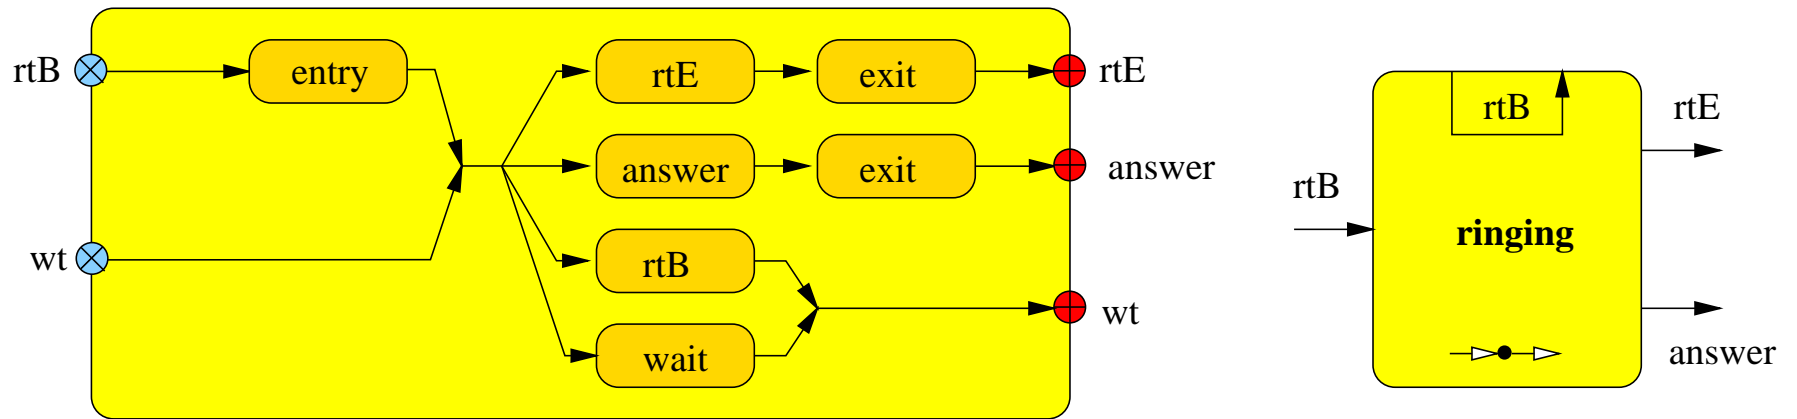 rtB
entry
rtE
exit
rtE
answer
exit
answer
wt
rtB
wait
wt
rtB
rtE
rtB
ringing
answer